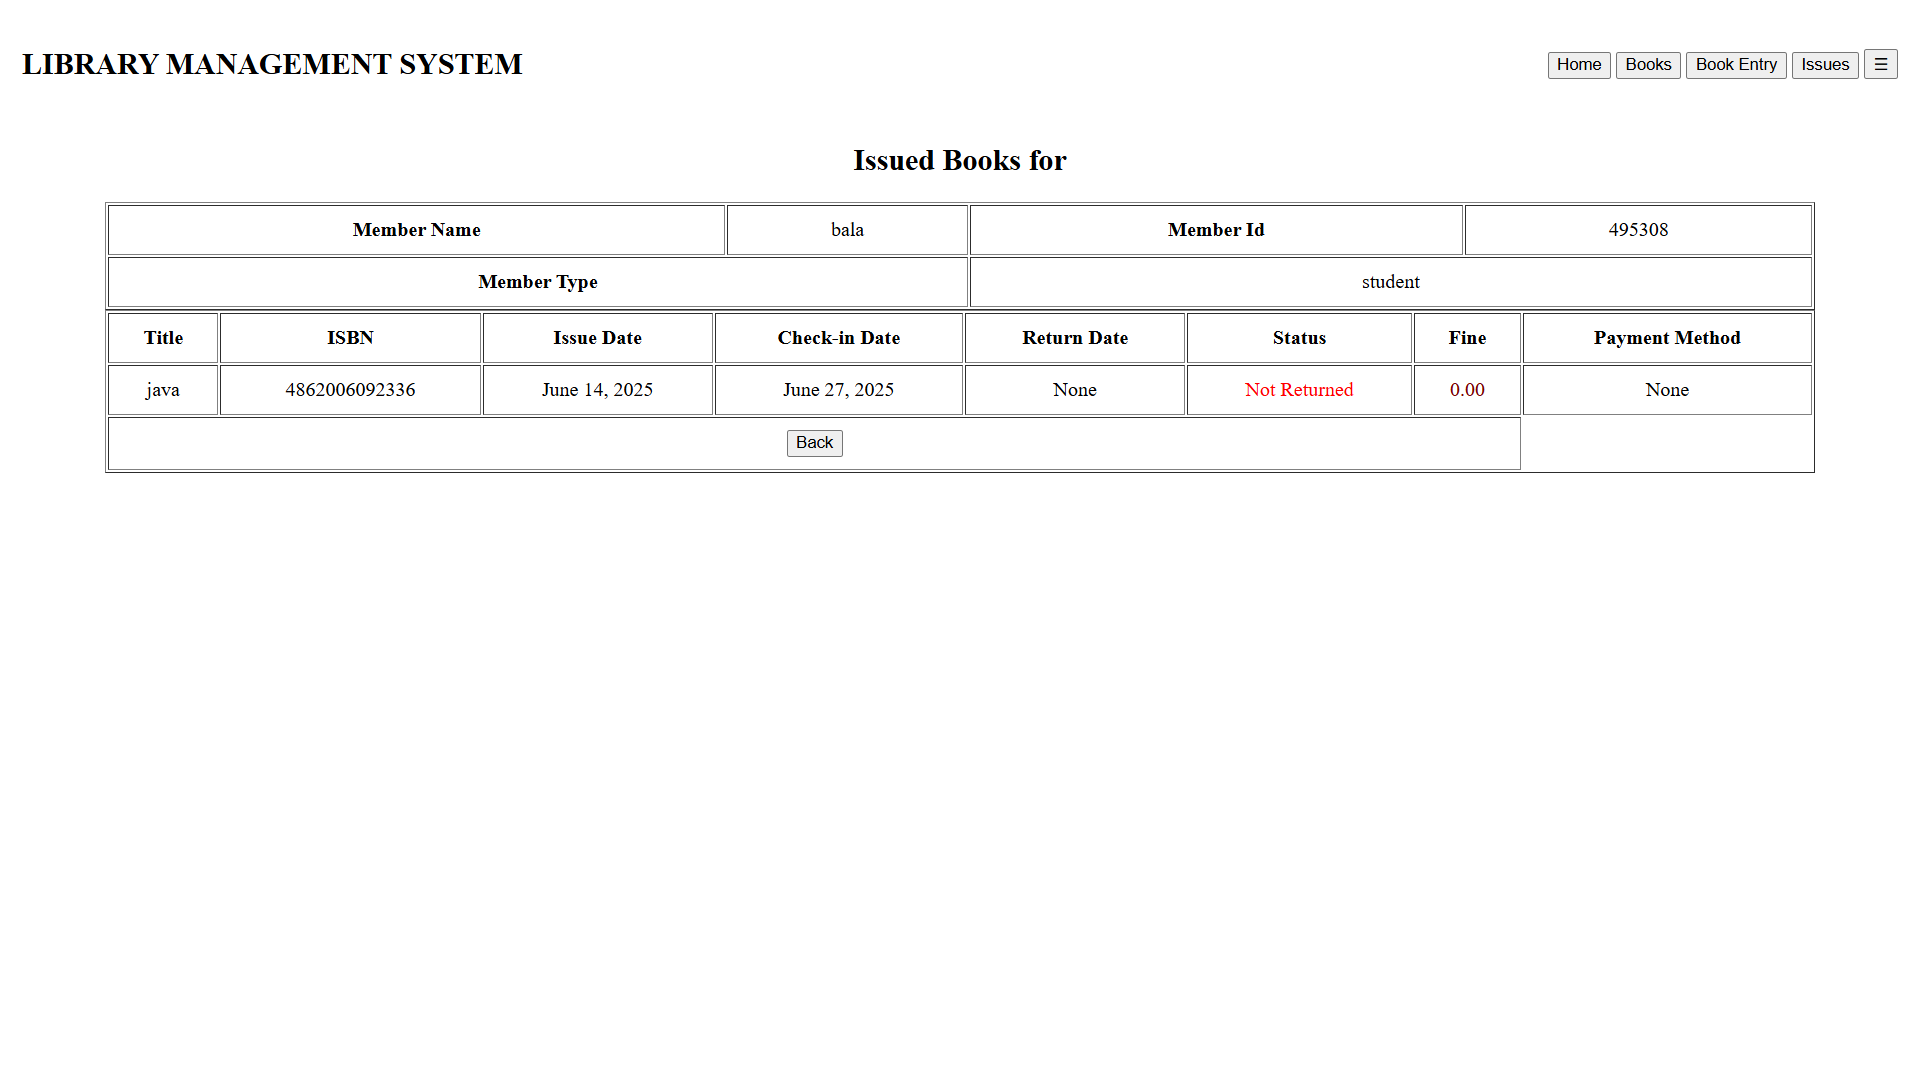 LIBRARY MANAGEMENT SYSTEM
Home Books Book Entry Issues ☰
Issued Books for
Member Name bala Member Id 495308
Member Type student
Title ISBN Issue Date Check-in Date Return Date Status Fine Payment Method
java 4862006092336 June 14, 2025 June 27, 2025 None Not Returned 0.00 None
Back